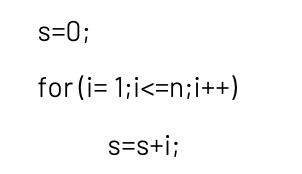 s=0;
for(i= 1;i<=n;i++)
s=s+i;